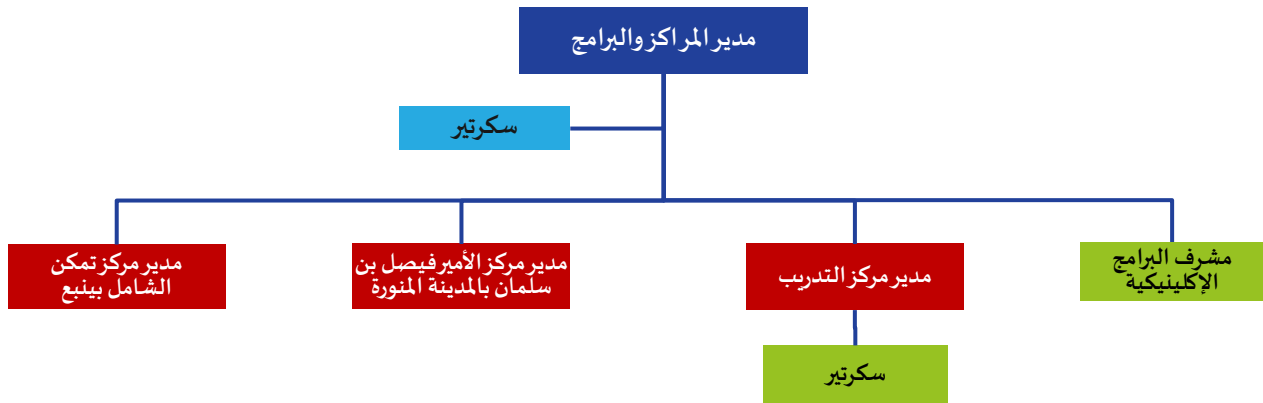 مدير المراكز والبرامج
سكرتير
مشرف البرامج
الإكلينيكية
مدير مركز التدريب
مدير مركز الأمير فيصل بن
سلمان بالمدينة المنورة
مدير مركز تمكن
الشامل بينبع
سكرتير